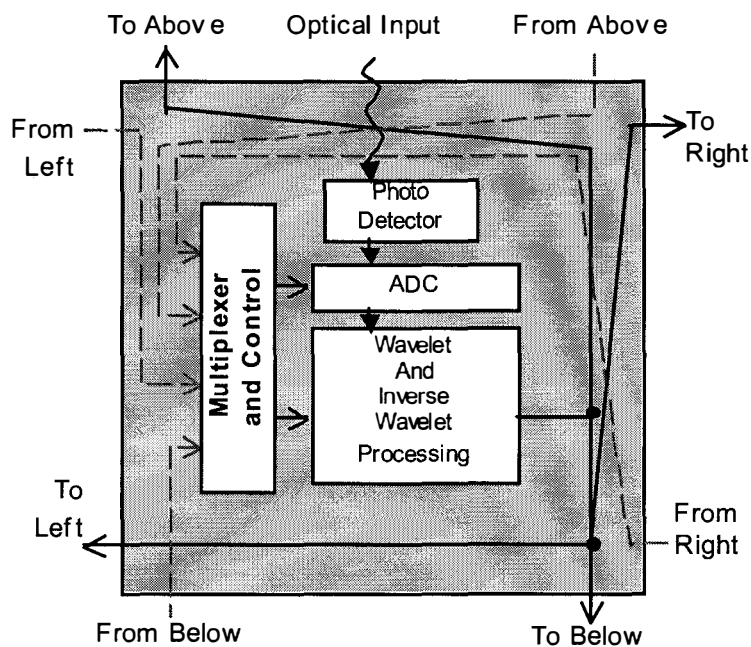 To Above
Optical Input
From Above
From
Left
To
Right
Photo
Detector
ADC
Multiplexer
and Control
Wavelet
And
Inverse
Wavelet
Processing
To
Left
From
Right
From Below
To Below